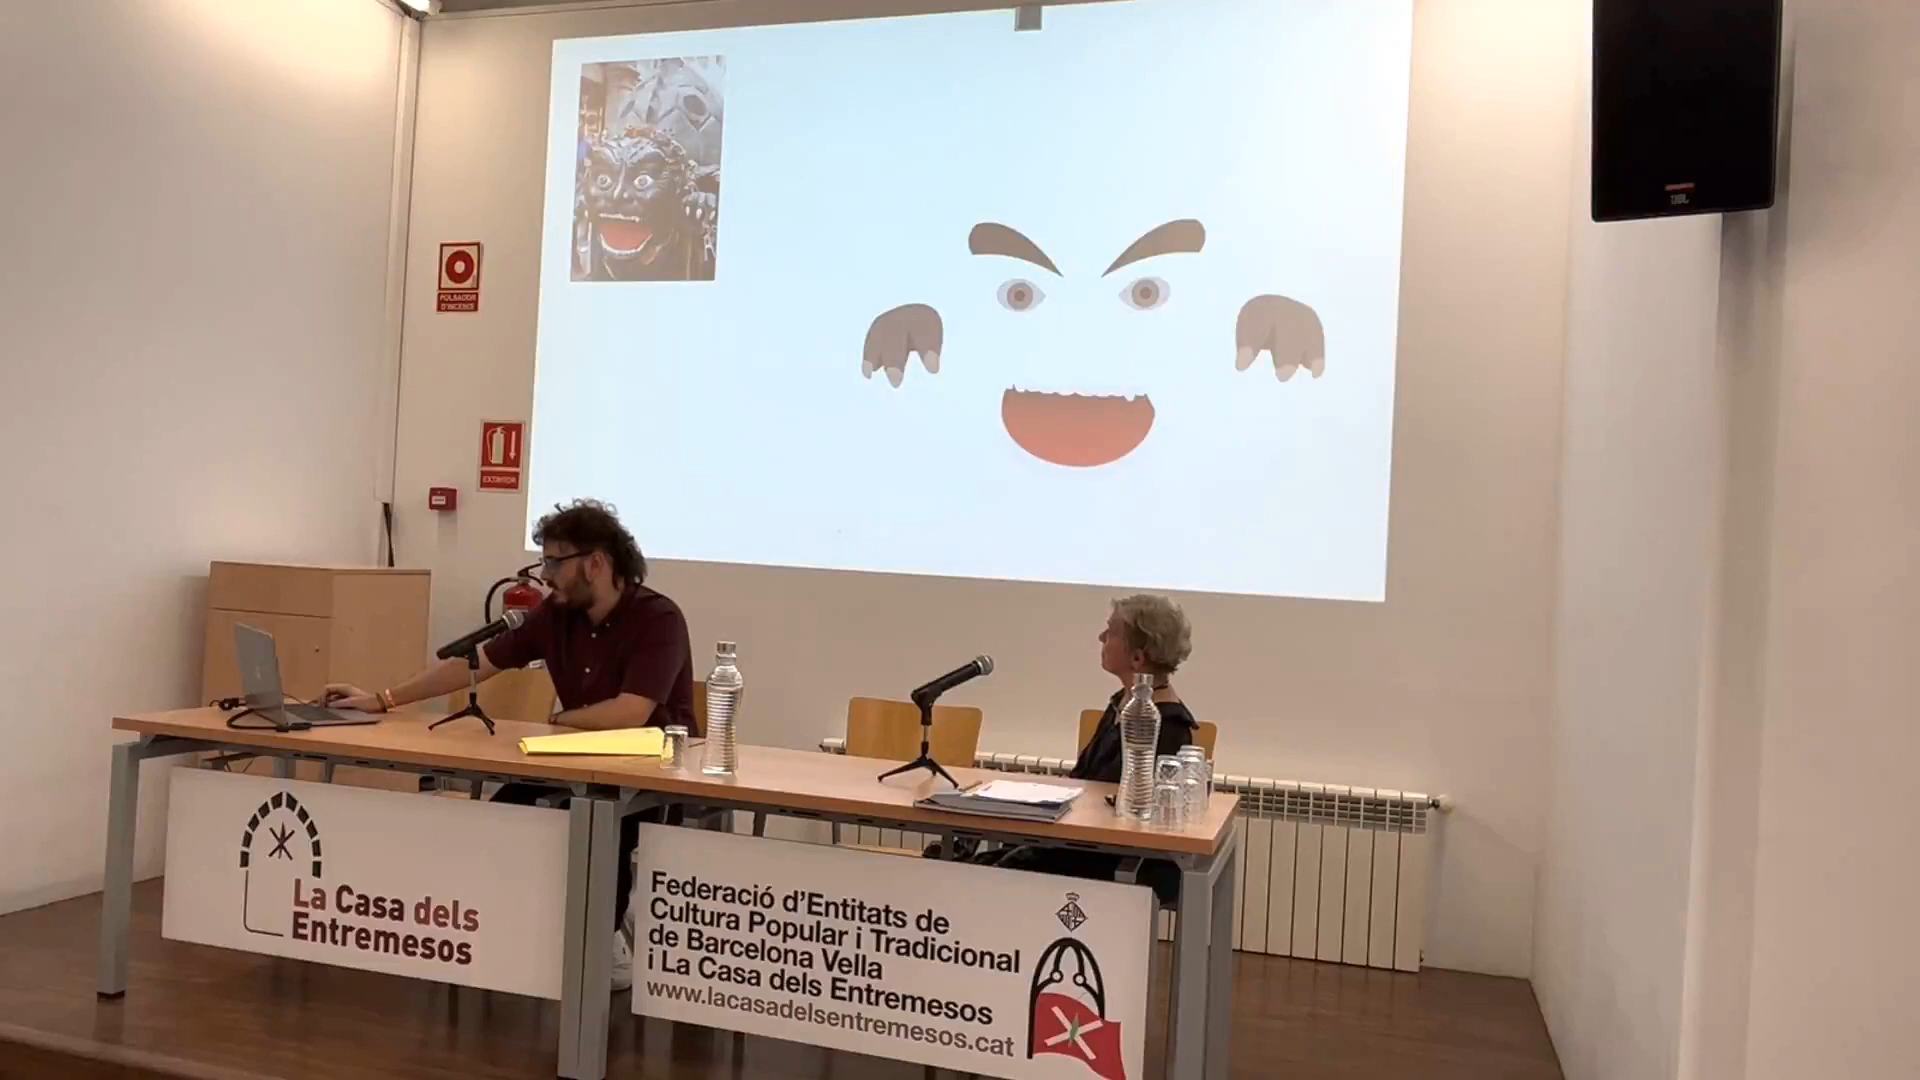 POLSADOR
D'INCENDI
EXTINTOR
JBL
La Casa dels
Entremesos
Federació d'Entitats de
Cultura Popular i Tradicional
de Barcelona Vella
i La Casa dels Entremesos
www.lacasadelsentremesos.cat